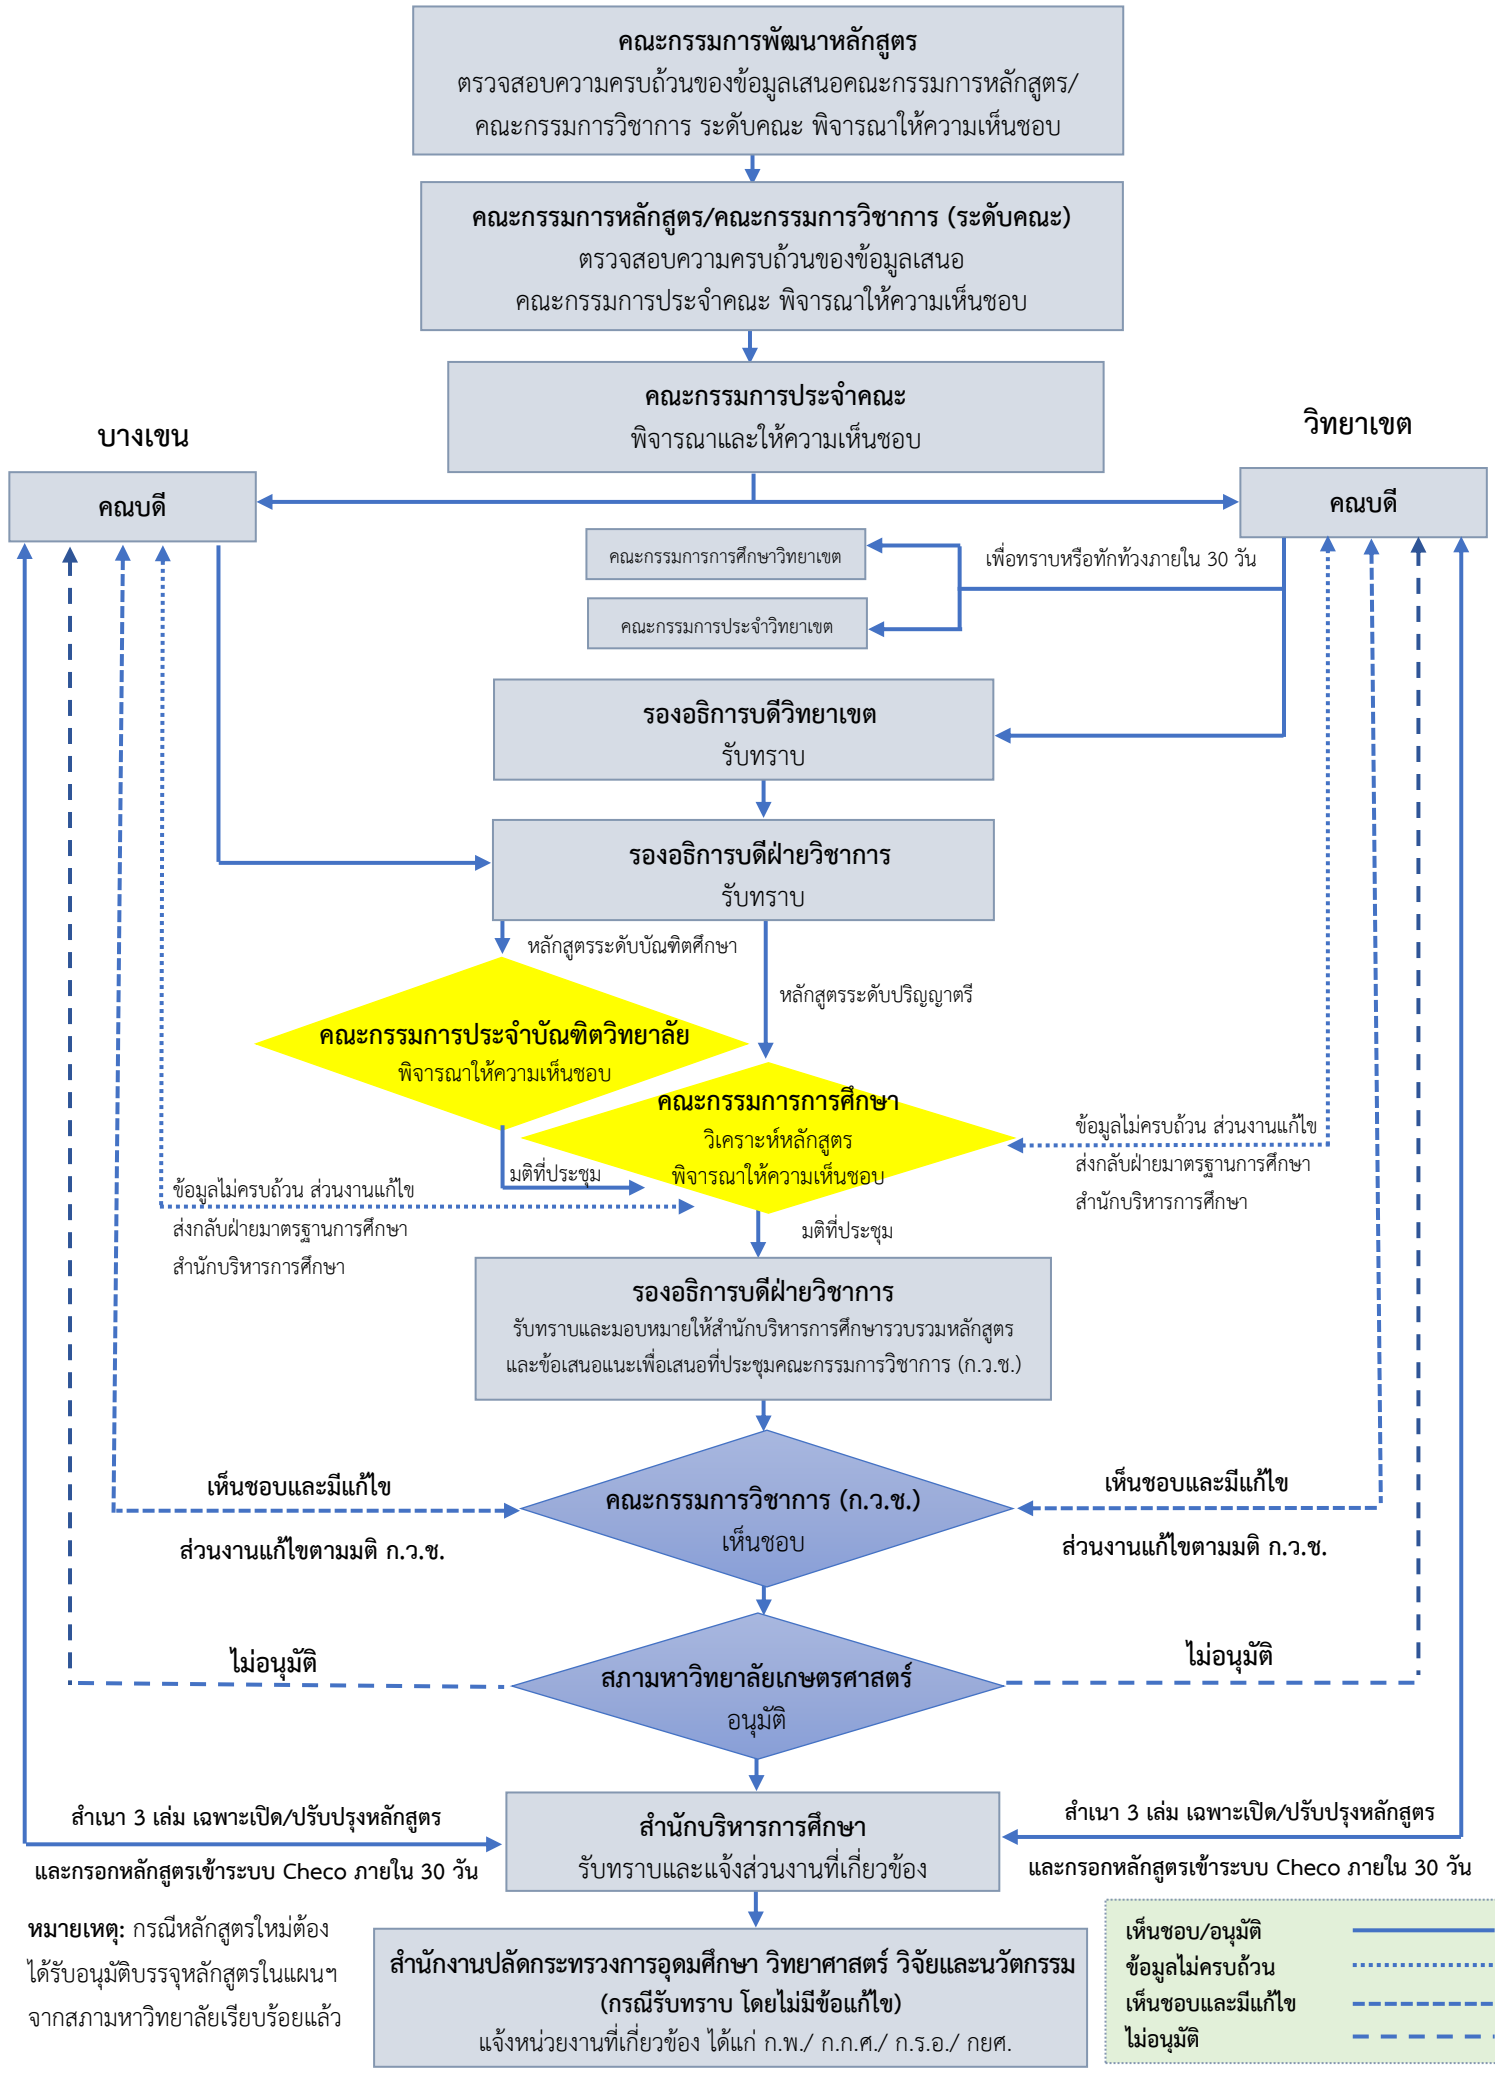 คณะกรรมการพัฒนาหลักสูตร
ตรวจสอบความครบถ้วนของข้อมูลเสนอคณะกรรมการหลักสูตร/
คณะกรรมการวิชาการ ระดับคณะ พิจารณาให้ความเห็นชอบ
คณะกรรมการหลักสูตร/คณะกรรมการวิชาการ (ระดับคณะ)
ตรวจสอบความครบถ้วนของข้อมูลเสนอ
คณะกรรมการประจำคณะ พิจารณาให้ความเห็นชอบ
คณะกรรมการประจำคณะ
พิจารณาและให้ความเห็นชอบ
บางเขน
วิทยาเขต
คณบดี
คณบดี
คณะกรรมการการศึกษาวิทยาเขต
เพื่อทราบหรือทักท้วงภายใน 30 วัน
คณะกรรมการประจำวิทยาเขต
รองอธิการบดีวิทยาเขต
รับทราบ
รองอธิการบดีฝ่ายวิชาการ
รับทราบ
หลักสูตรระดับบัณฑิตศึกษา
หลักสูตรระดับปริญญาตรี
คณะกรรมการประจำบัณฑิตวิทยาลัย
พิจารณาให้ความเห็นชอบ
คณะกรรมการการศึกษา
วิเคราะห์หลักสูตร
พิจารณาให้ความเห็นชอบ
มติที่ประชุม
ข้อมูลไม่ครบถ้วน ส่วนงานแก้ไข
ส่งกลับฝ่ายมาตรฐานการศึกษา
สำนักบริหารการศึกษา
ข้อมูลไม่ครบถ้วน ส่วนงานแก้ไข
ส่งกลับฝ่ายมาตรฐานการศึกษา
สำนักบริหารการศึกษา
มติที่ประชุม
รองอธิการบดีฝ่ายวิชาการ
รับทราบและมอบหมายให้สำนักบริหารการศึกษารวบรวมหลักสูตร
และข้อเสนอแนะเพื่อเสนอที่ประชุมคณะกรรมการวิชาการ (ก.ว.ช.)
เห็นชอบและมีแก้ไข
ส่วนงานแก้ไขตามมติ ก.ว.ช.
คณะกรรมการวิชาการ (ก.ว.ช.)
เห็นชอบ
เห็นชอบและมีแก้ไข
ส่วนงานแก้ไขตามมติ ก.ว.ช.
ไม่อนุมัติ
สภามหาวิทยาลัยเกษตรศาสตร์
อนุมัติ
ไม่อนุมัติ
สำเนา 3 เล่ม เฉพาะเปิด/ปรับปรุงหลักสูตร
และกรอกหลักสูตรเข้าระบบ Checo ภายใน 30 วัน
สำนักบริหารการศึกษา
รับทราบและแจ้งส่วนงานที่เกี่ยวข้อง
สำเนา 3 เล่ม เฉพาะเปิด/ปรับปรุงหลักสูตร
และกรอกหลักสูตรเข้าระบบ Checo ภายใน 30 วัน
หมายเหตุ: กรณีหลักสูตรใหม่ต้อง
ได้รับอนุมัติบรรจุหลักสูตรในแผนฯ
จากสภามหาวิทยาลัยเรียบร้อยแล้ว
สำนักงานปลัดกระทรวงการอุดมศึกษา วิทยาศาสตร์ วิจัยและนวัตกรรม
(กรณีรับทราบ โดยไม่มีข้อแก้ไข)
แจ้งหน่วยงานที่เกี่ยวข้อง ได้แก่ ก.พ./ ก.ก.ศ./ ก.ร.อ./ กยศ.
เห็นชอบ/อนุมัติ
ข้อมูลไม่ครบถ้วน
เห็นชอบและมีแก้ไข
ไม่อนุมัติ